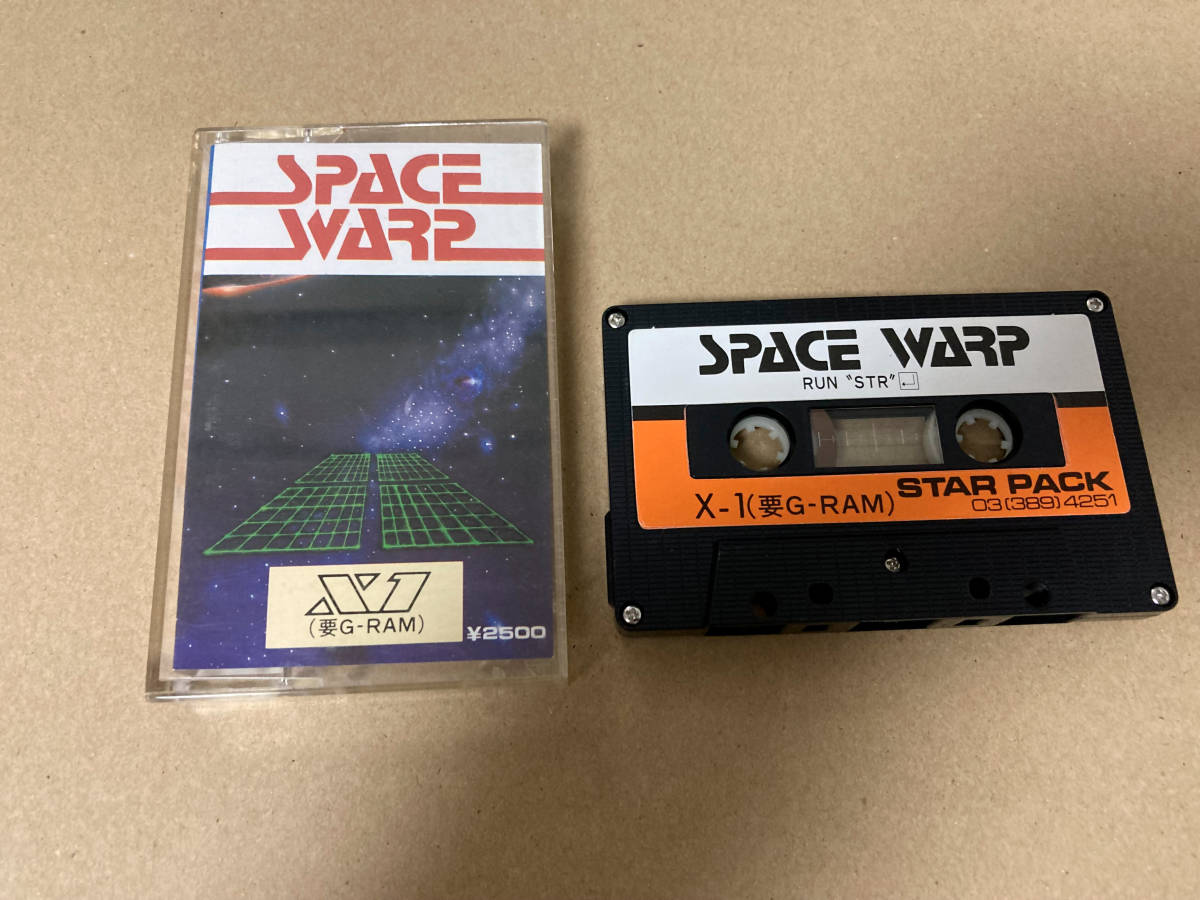 SPACE
WARP
X1
(要G-RAM)
¥2500
SPACE WARP
RUN "STR"↵
X-1(要G-RAM)
STAR PACK
03(389)4251